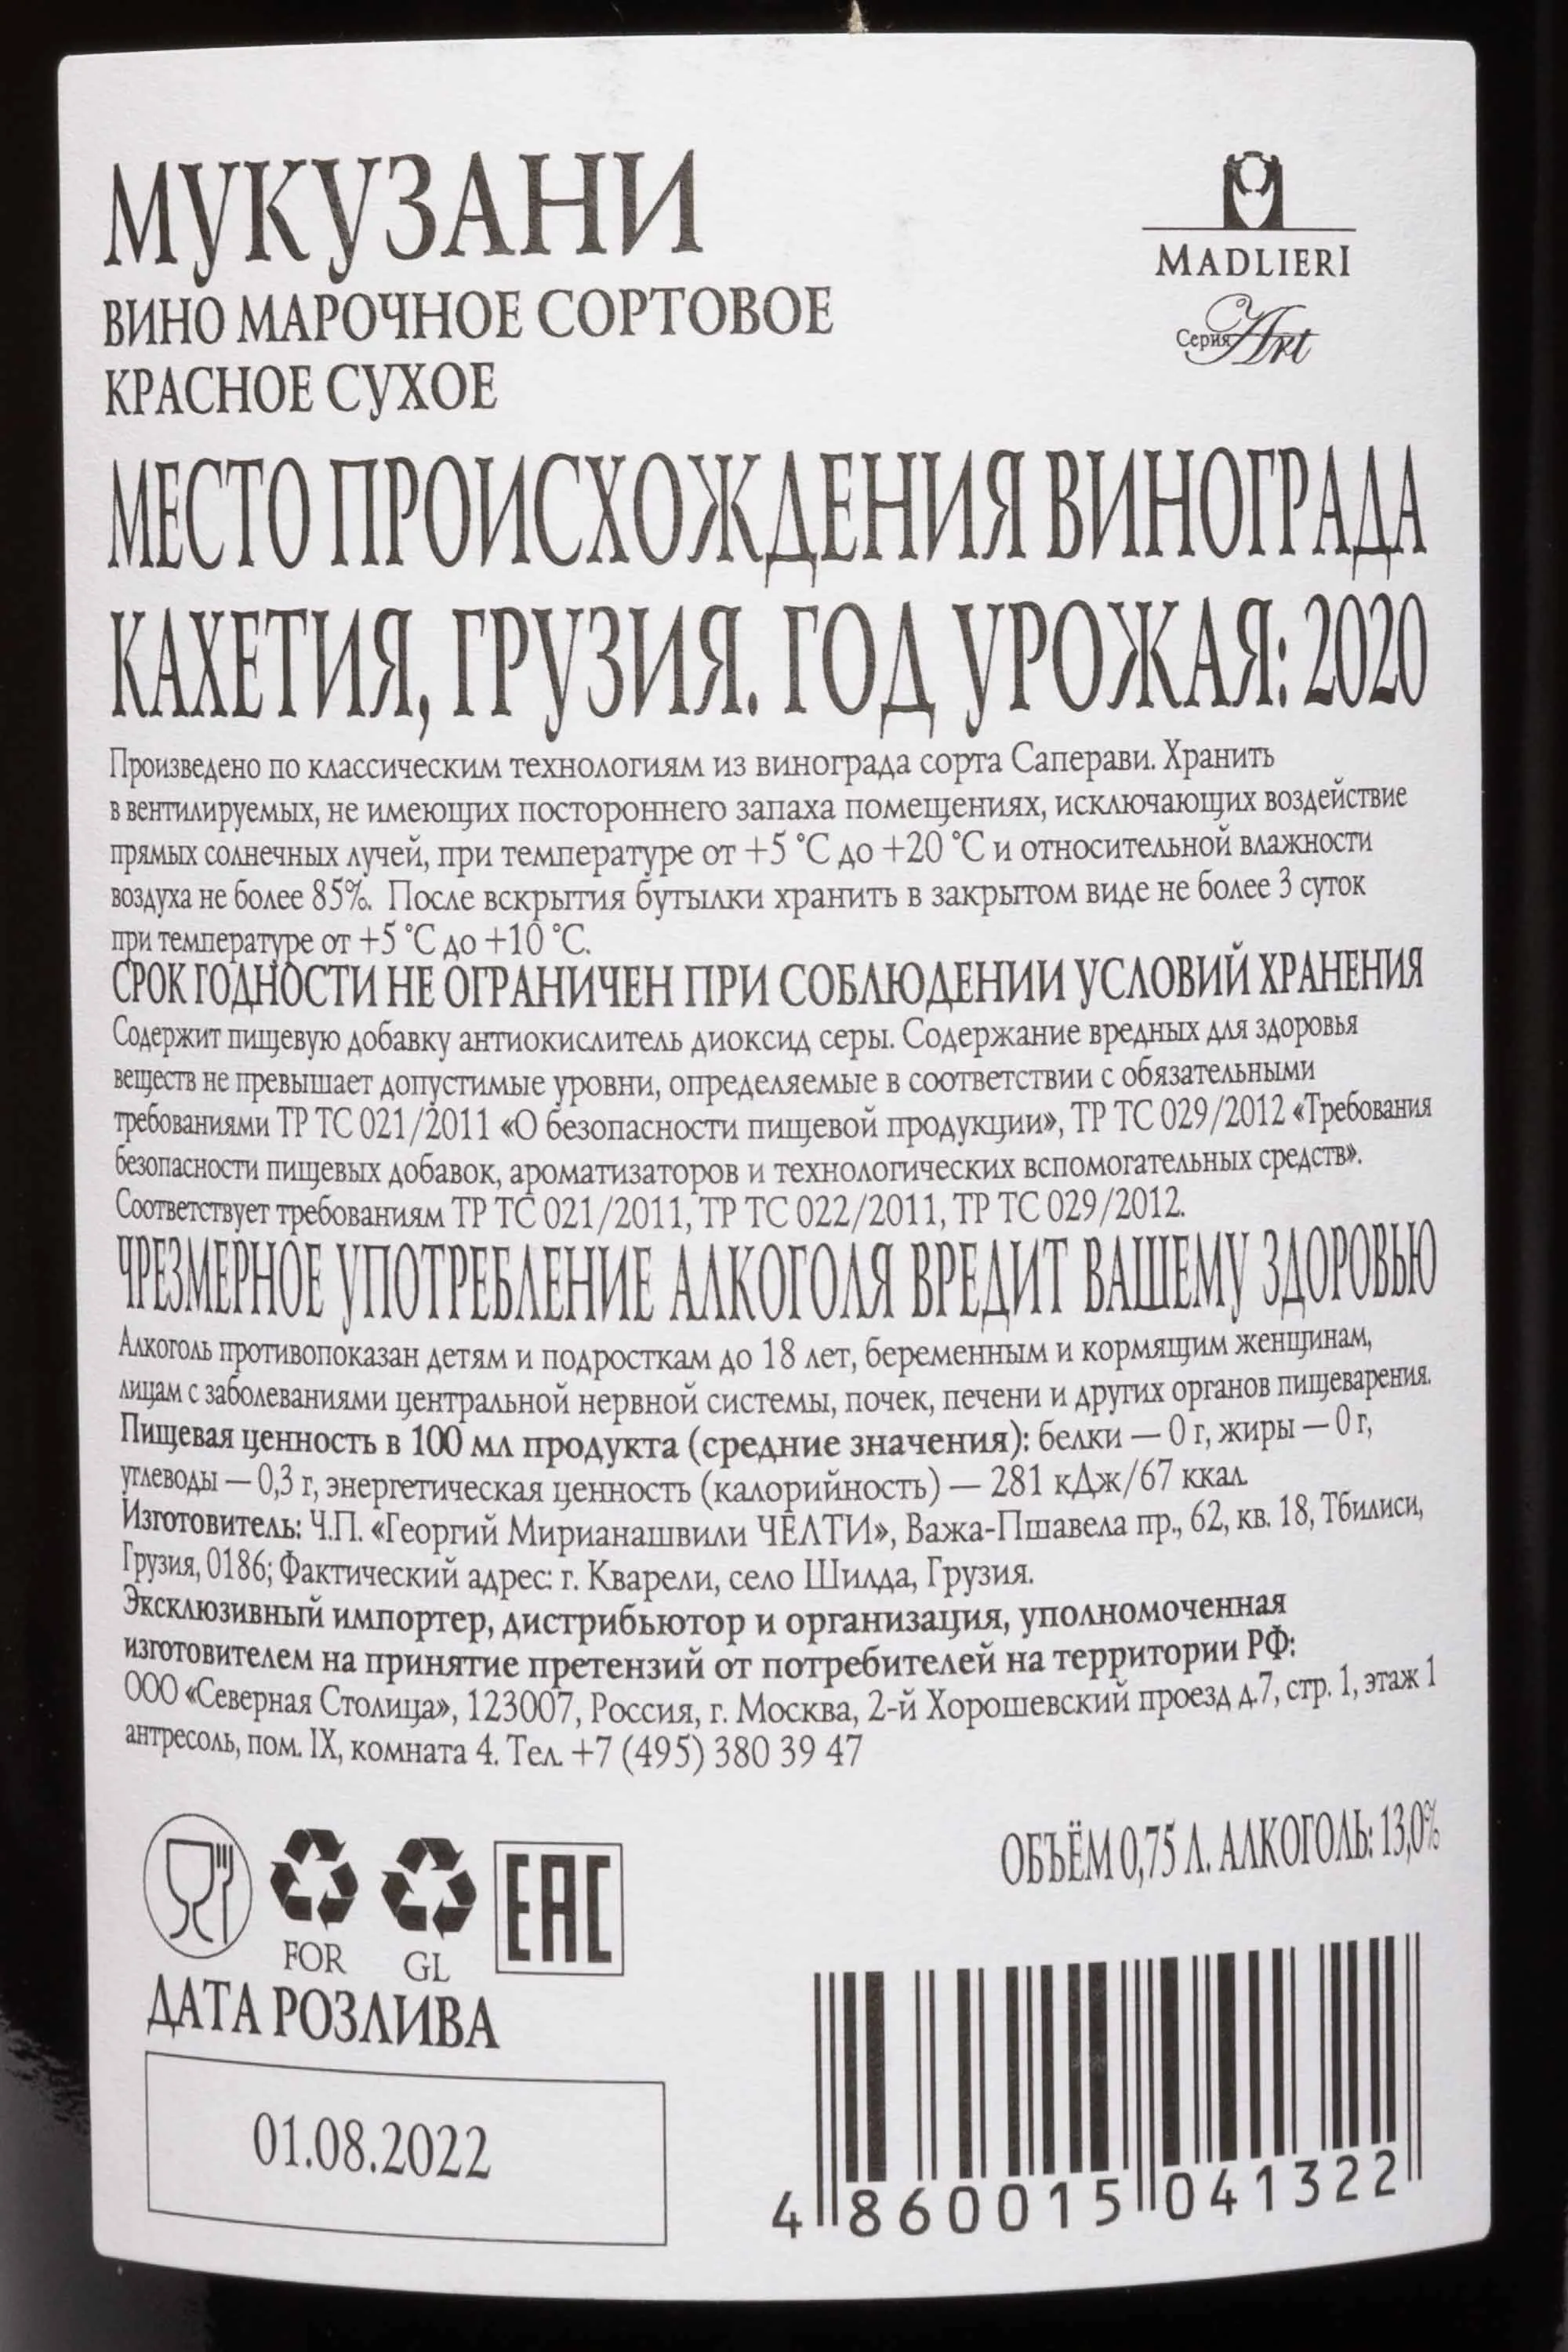 МУКУЗАНИ
ВИНО МАРОЧНОЕ СОРТОВОЕ
КРАСНОЕ СУХОЕ
MADLIERI
Серия Art
МЕСТО ПРОИСХОЖДЕНИЯ ВИНОГРАДА
КАХЕТИЯ, ГРУЗИЯ. ГОД УРОЖАЯ: 2020
Произведено по классическим технологиям из винограда сорта Саперави. Хранить
в вентилируемых, не имеющих постороннего запаха помещениях, исключающих воздействие
прямых солнечных лучей, при температуре от +5 °С до +20 °С и относительной влажности
воздуха не более 85%. После вскрытия бутылки хранить в закрытом виде не более 3 суток
при температуре от +5 °С до +10 °С.
СРОК ГОДНОСТИ НЕ ОГРАНИЧЕН ПРИ СОБЛЮДЕНИИ УСЛОВИЙ ХРАНЕНИЯ
Содержит пищевую добавку антиокислитель диоксид серы. Содержание вредных для здоровья
веществ не превышает допустимые уровни, определяемые в соответствии с обязательными
требованиями ТР ТС 021/2011 «О безопасности пищевой продукции», ТР ТС 029/2012 «Требования
безопасности пищевых добавок, ароматизаторов и технологических вспомогательных средств».
Соответствует требованиям ТР ТС 021/2011, ТР ТС 022/2011, ТР ТС 029/2012.
ЧРЕЗМЕРНОЕ УПОТРЕБЛЕНИЕ АЛКОГОЛЯ ВРЕДИТ ВАШЕМУ ЗДОРОВЬЮ
Алкоголь противопоказан детям и подросткам до 18 лет, беременным и кормящим женщинам,
лицам с заболеваниями центральной нервной системы, почек, печени и других органов пищеварения.
Пищевая ценность в 100 мл продукта (средние значения): белки — 0 г, жиры — 0 г,
углеводы — 0,3 г, энергетическая ценность (калорийность) — 281 кДж/67 ккал.
Изготовитель: Ч.П. «Георгий Мирианашвили ЧЕЛТИ», Важа-Пшавела пр., 62, кв. 18, Тбилиси,
Грузия, 0186; Фактический адрес: г. Кварели, село Шилда, Грузия.
Эксклюзивный импортер, дистрибьютор и организация, уполномоченная
изготовителем на принятие претензий от потребителей на территории РФ:
ООО «Северная Столица», 123007, Россия, г. Москва, 2-й Хорошевский проезд д.7, стр. 1, этаж 1
антресоль, пом. IX, комната 4. Тел. +7 (495) 380 39 47
ОБЪЁМ 0,75 Л. АЛКОГОЛЬ: 13,0%
FOR
GL
EAC
ДАТА РОЗЛИВА
01.08.2022
4 860015 041322